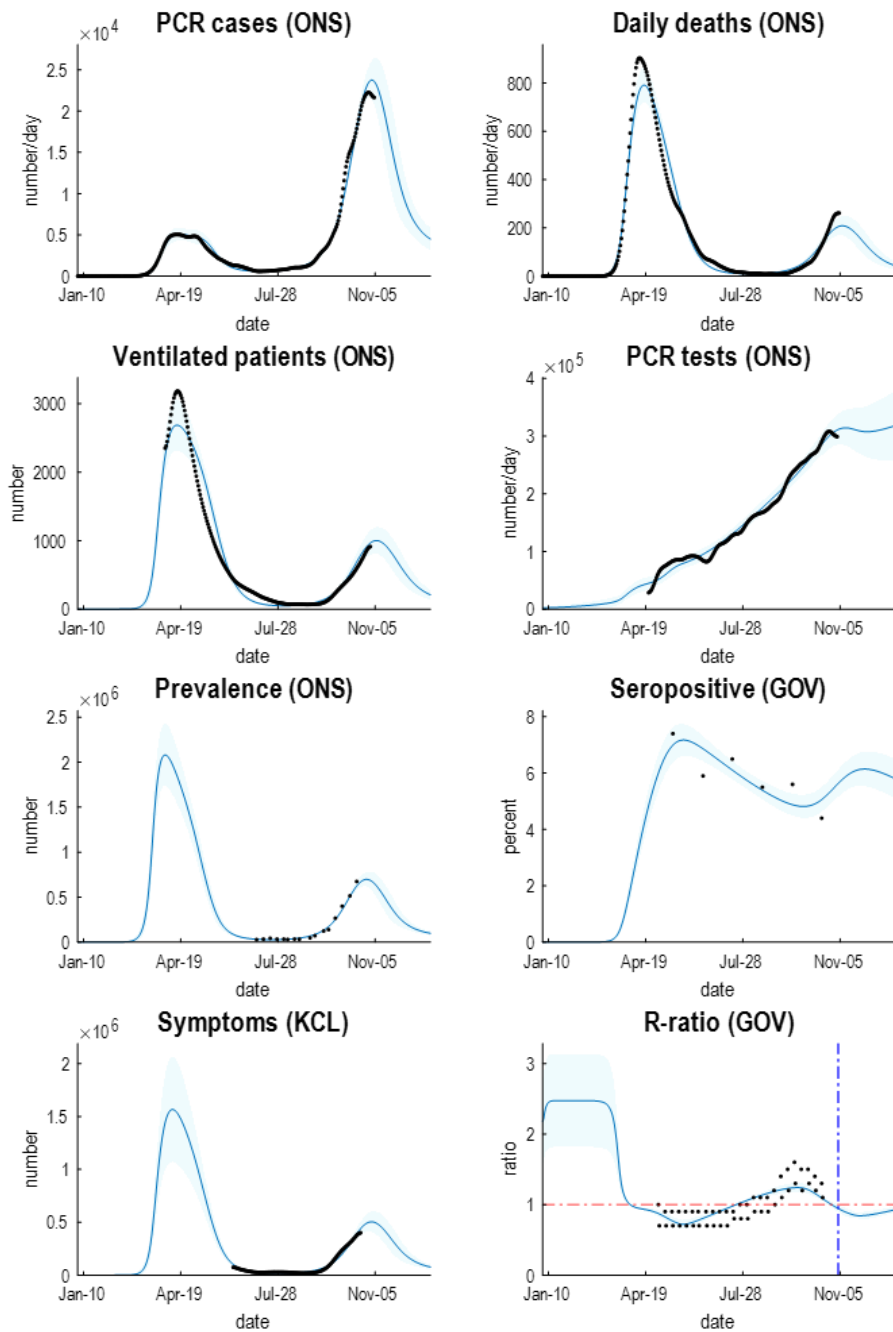 PCR cases (ONS)
×10^4
2.5
2
1.5
1
0.5
0
number/day
Jan-10 Apr-19 Jul-28 Nov-05
date
Daily deaths (ONS)
800
600
400
200
0
number/day
Jan-10 Apr-19 Jul-28 Nov-05
date
Ventilated patients (ONS)
3000
2000
1000
0
number
Jan-10 Apr-19 Jul-28 Nov-05
date
PCR tests (ONS)
×10^5
4
3
2
1
0
number/day
Jan-10 Apr-19 Jul-28 Nov-05
date
Prevalence (ONS)
×10^6
2.5
2
1.5
1
0.5
0
number
Jan-10 Apr-19 Jul-28 Nov-05
date
Seropositive (GOV)
8
6
4
2
0
percent
Jan-10 Apr-19 Jul-28 Nov-05
date
Symptoms (KCL)
×10^6
2
1.5
1
0.5
0
number
Jan-10 Apr-19 Jul-28 Nov-05
date
R-ratio (GOV)
3
2
1
0
ratio
Jan-10 Apr-19 Jul-28 Nov-05
date